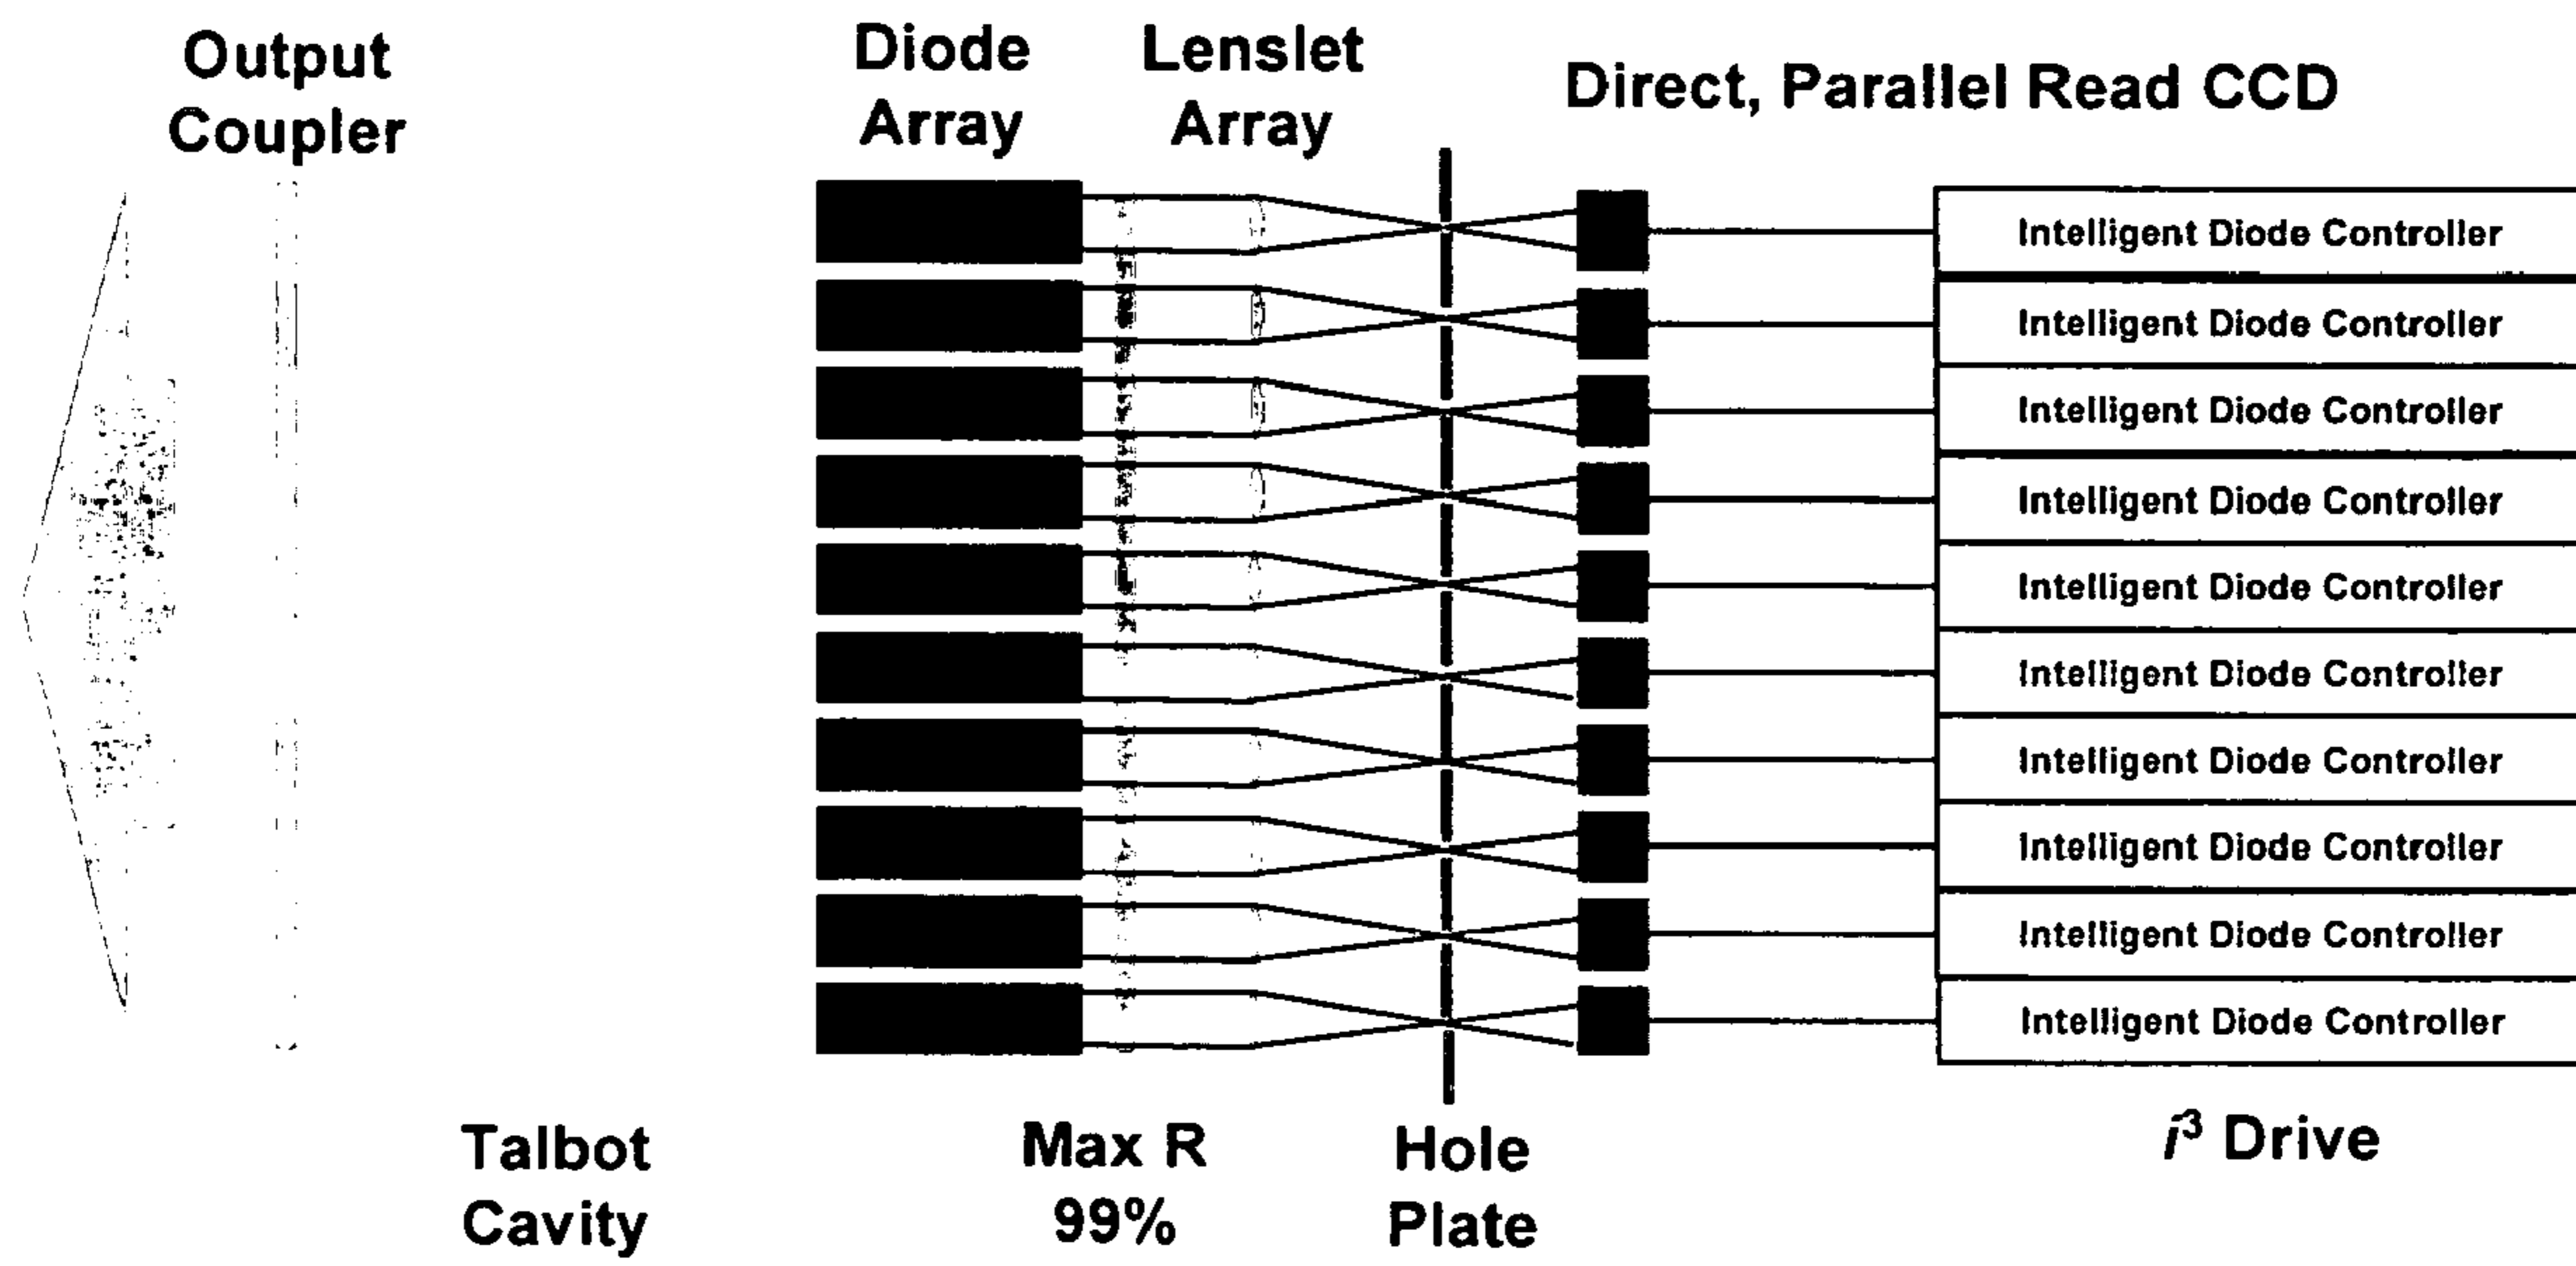 Output
Coupler
Diode
Array
Lenslet
Array
Direct, Parallel Read CCD
Intelligent Diode Controller
Intelligent Diode Controller
Intelligent Diode Controller
Intelligent Diode Controller
Intelligent Diode Controller
Intelligent Diode Controller
Intelligent Diode Controller
Intelligent Diode Controller
Intelligent Diode Controller
Intelligent Diode Controller
Talbot
Cavity
Max R
99%
Hole
Plate
i³ Drive